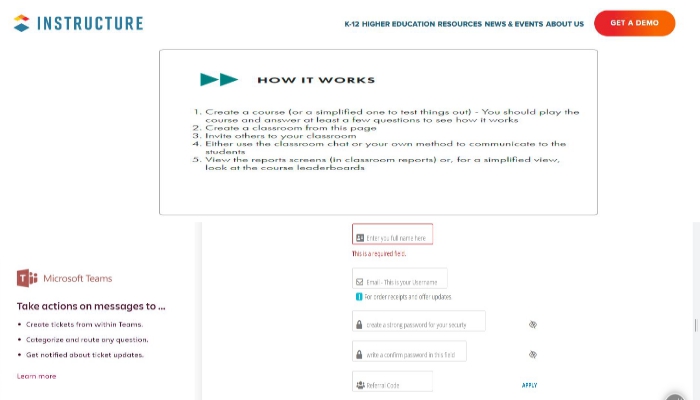 INSTRUCTURE
K-12 HIGHER EDUCATION RESOURCES NEWS & EVENTS ABOUT US
GET A DEMO
HOW IT WORKS
1. Create a course (or a simplified one to test things out) - You should play the
course and answer at least a few questions to see how it works
2. Create a classroom from this page
3. Invite others to your classroom
4. Either use the classroom chat or your own method to communicate to the
students
5. View the reports screens (in classroom reports) or, for a simplified view,
look at the course leaderboards
Enter you full name here
This is a required field.
Microsoft Teams
Email - This is your Username
For order receipts and offer updates
Take actions on messages to ...
• Create tickets from within Teams.
• Categorize and route any question.
• Get notified about ticket updates.
Learn more
create a strong password for your security
write a confirm password in this field
Referral Code
APPLY